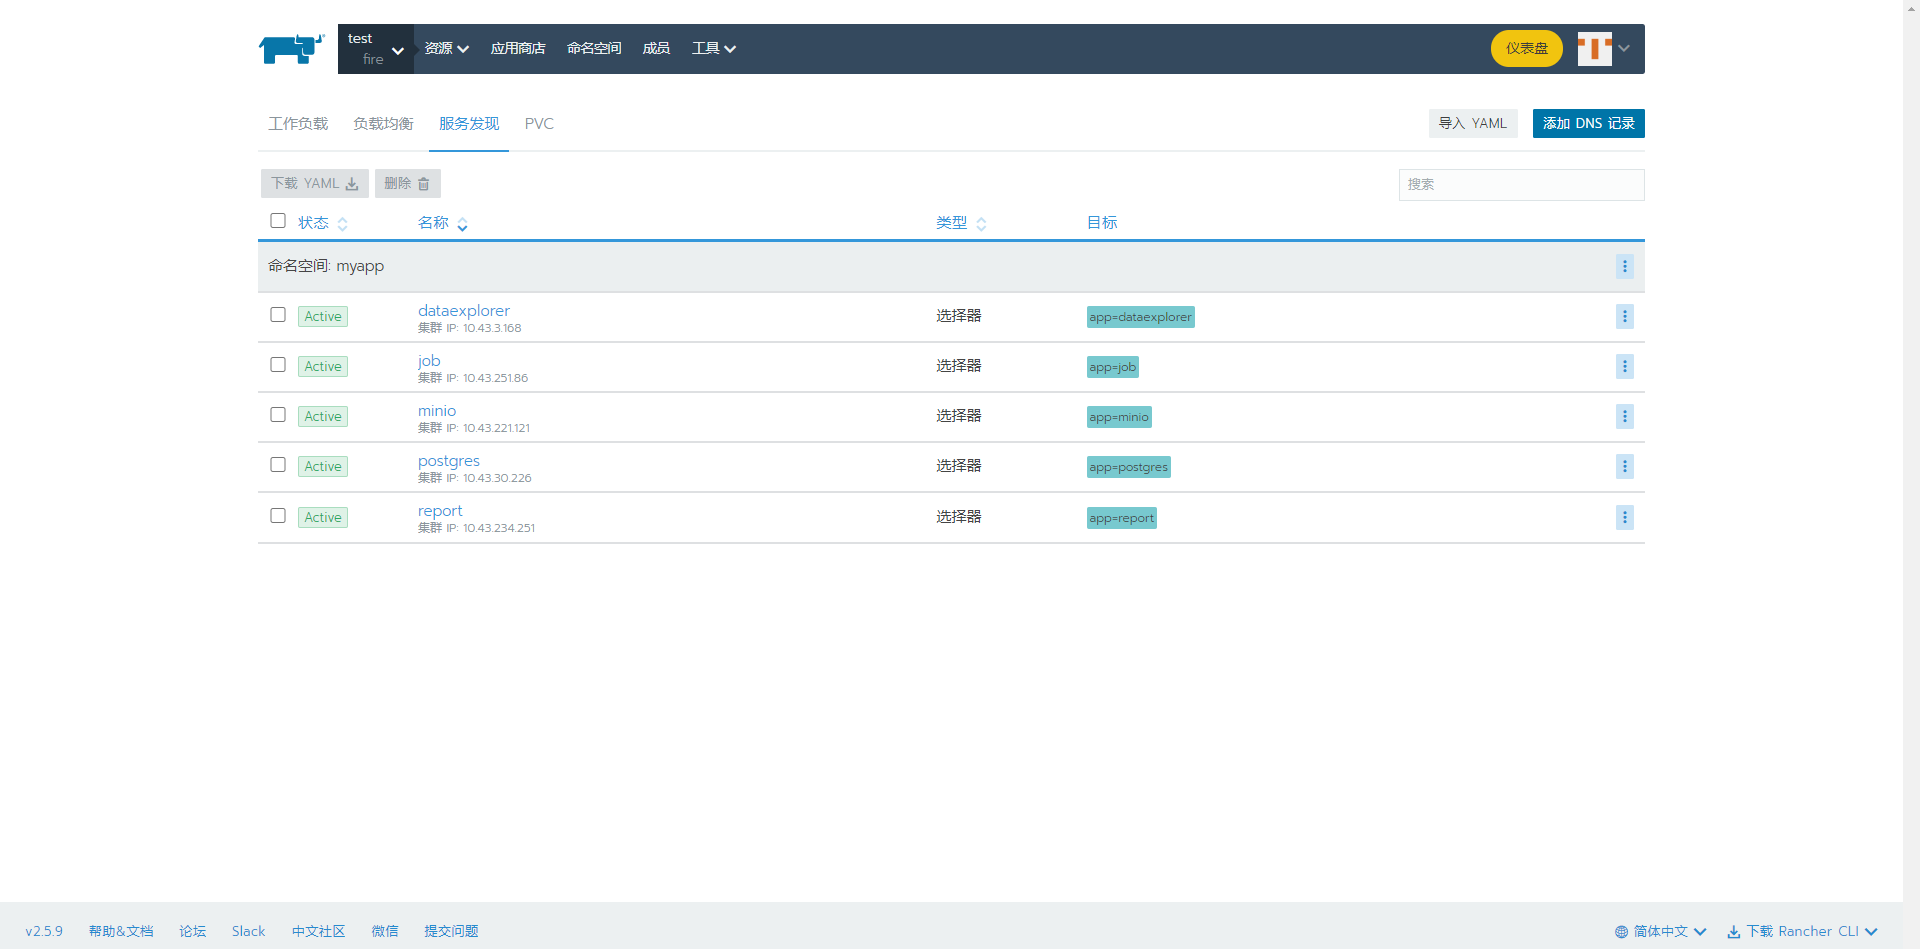 test
fire
资源
应用商店
命名空间
成员
工具
仪表盘
工作负载
负载均衡
服务发现
PVC
导入 YAML
添加 DNS 记录
下载 YAML
删除
搜索
状态
名称
类型
目标
命名空间: myapp
Active
dataexplorer
集群 IP: 10.43.3.168
选择器
app=dataexplorer
Active
job
集群 IP: 10.43.251.86
选择器
app=job
Active
minio
集群 IP: 10.43.221.121
选择器
app=minio
Active
postgres
集群 IP: 10.43.30.226
选择器
app=postgres
Active
report
集群 IP: 10.43.234.251
选择器
app=report
v2.5.9
帮助&文档
论坛
Slack
中文社区
微信
提交问题
简体中文
下载 Rancher CLI